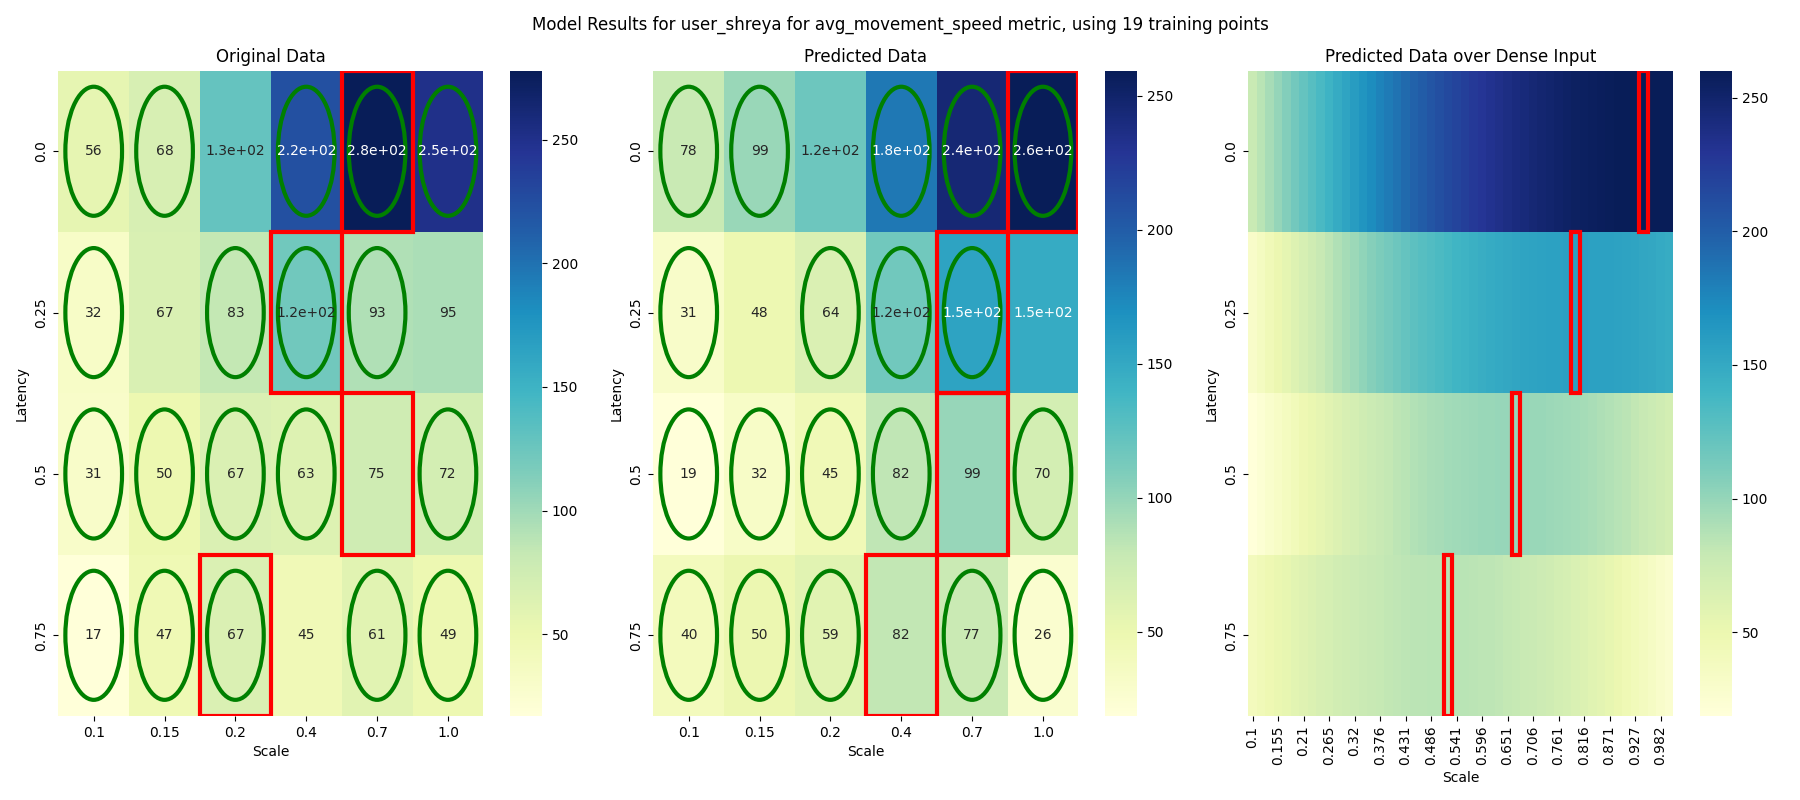 Model Results for user_shreya for avg_movement_speed metric, using 19 training points
Original Data
Latency
0.0 56 68 1.3e+02 2.2e+02 2.8e+02 2.5e+02
0.25 32 67 83 1.2e+02 93 95
0.5 31 50 67 63 75 72
0.75 17 47 67 45 61 49
0.1 0.15 0.2 0.4 0.7 1.0
Scale
250
200
150
100
50
Predicted Data
Latency
0.0 78 99 1.2e+02 1.8e+02 2.4e+02 2.6e+02
0.25 31 48 64 1.2e+02 1.5e+02 1.5e+02
0.5 19 32 45 82 99 70
0.75 40 50 59 82 77 26
0.1 0.15 0.2 0.4 0.7 1.0
Scale
250
200
150
100
50
Predicted Data over Dense Input
Latency
0.0
0.25
0.5
0.75
0.1 0.155 0.21 0.265 0.32 0.376 0.431 0.486 0.541 0.596 0.651 0.706 0.761 0.816 0.871 0.927 0.982
Scale
250
200
150
100
50